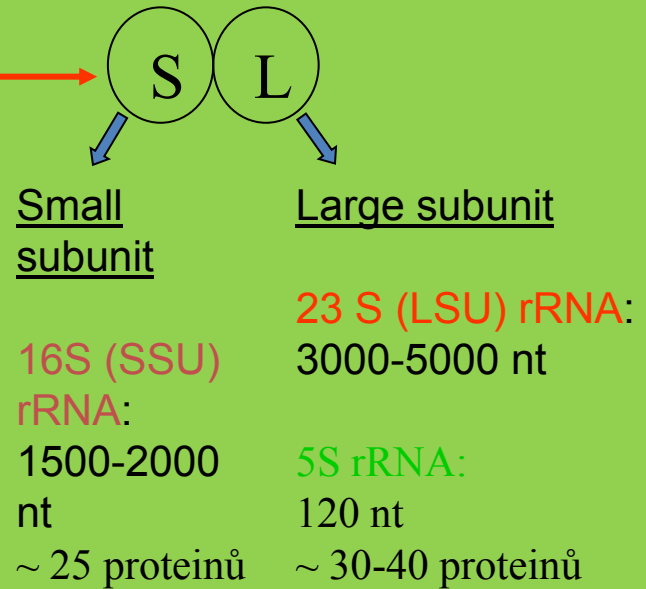 S L
Small
subunit
16S (SSU)
rRNA:
1500-2000
nt
~ 25 proteinů
Large subunit
23 S (LSU) rRNA:
3000-5000 nt
5S rRNA:
120 nt
~ 30-40 proteinů